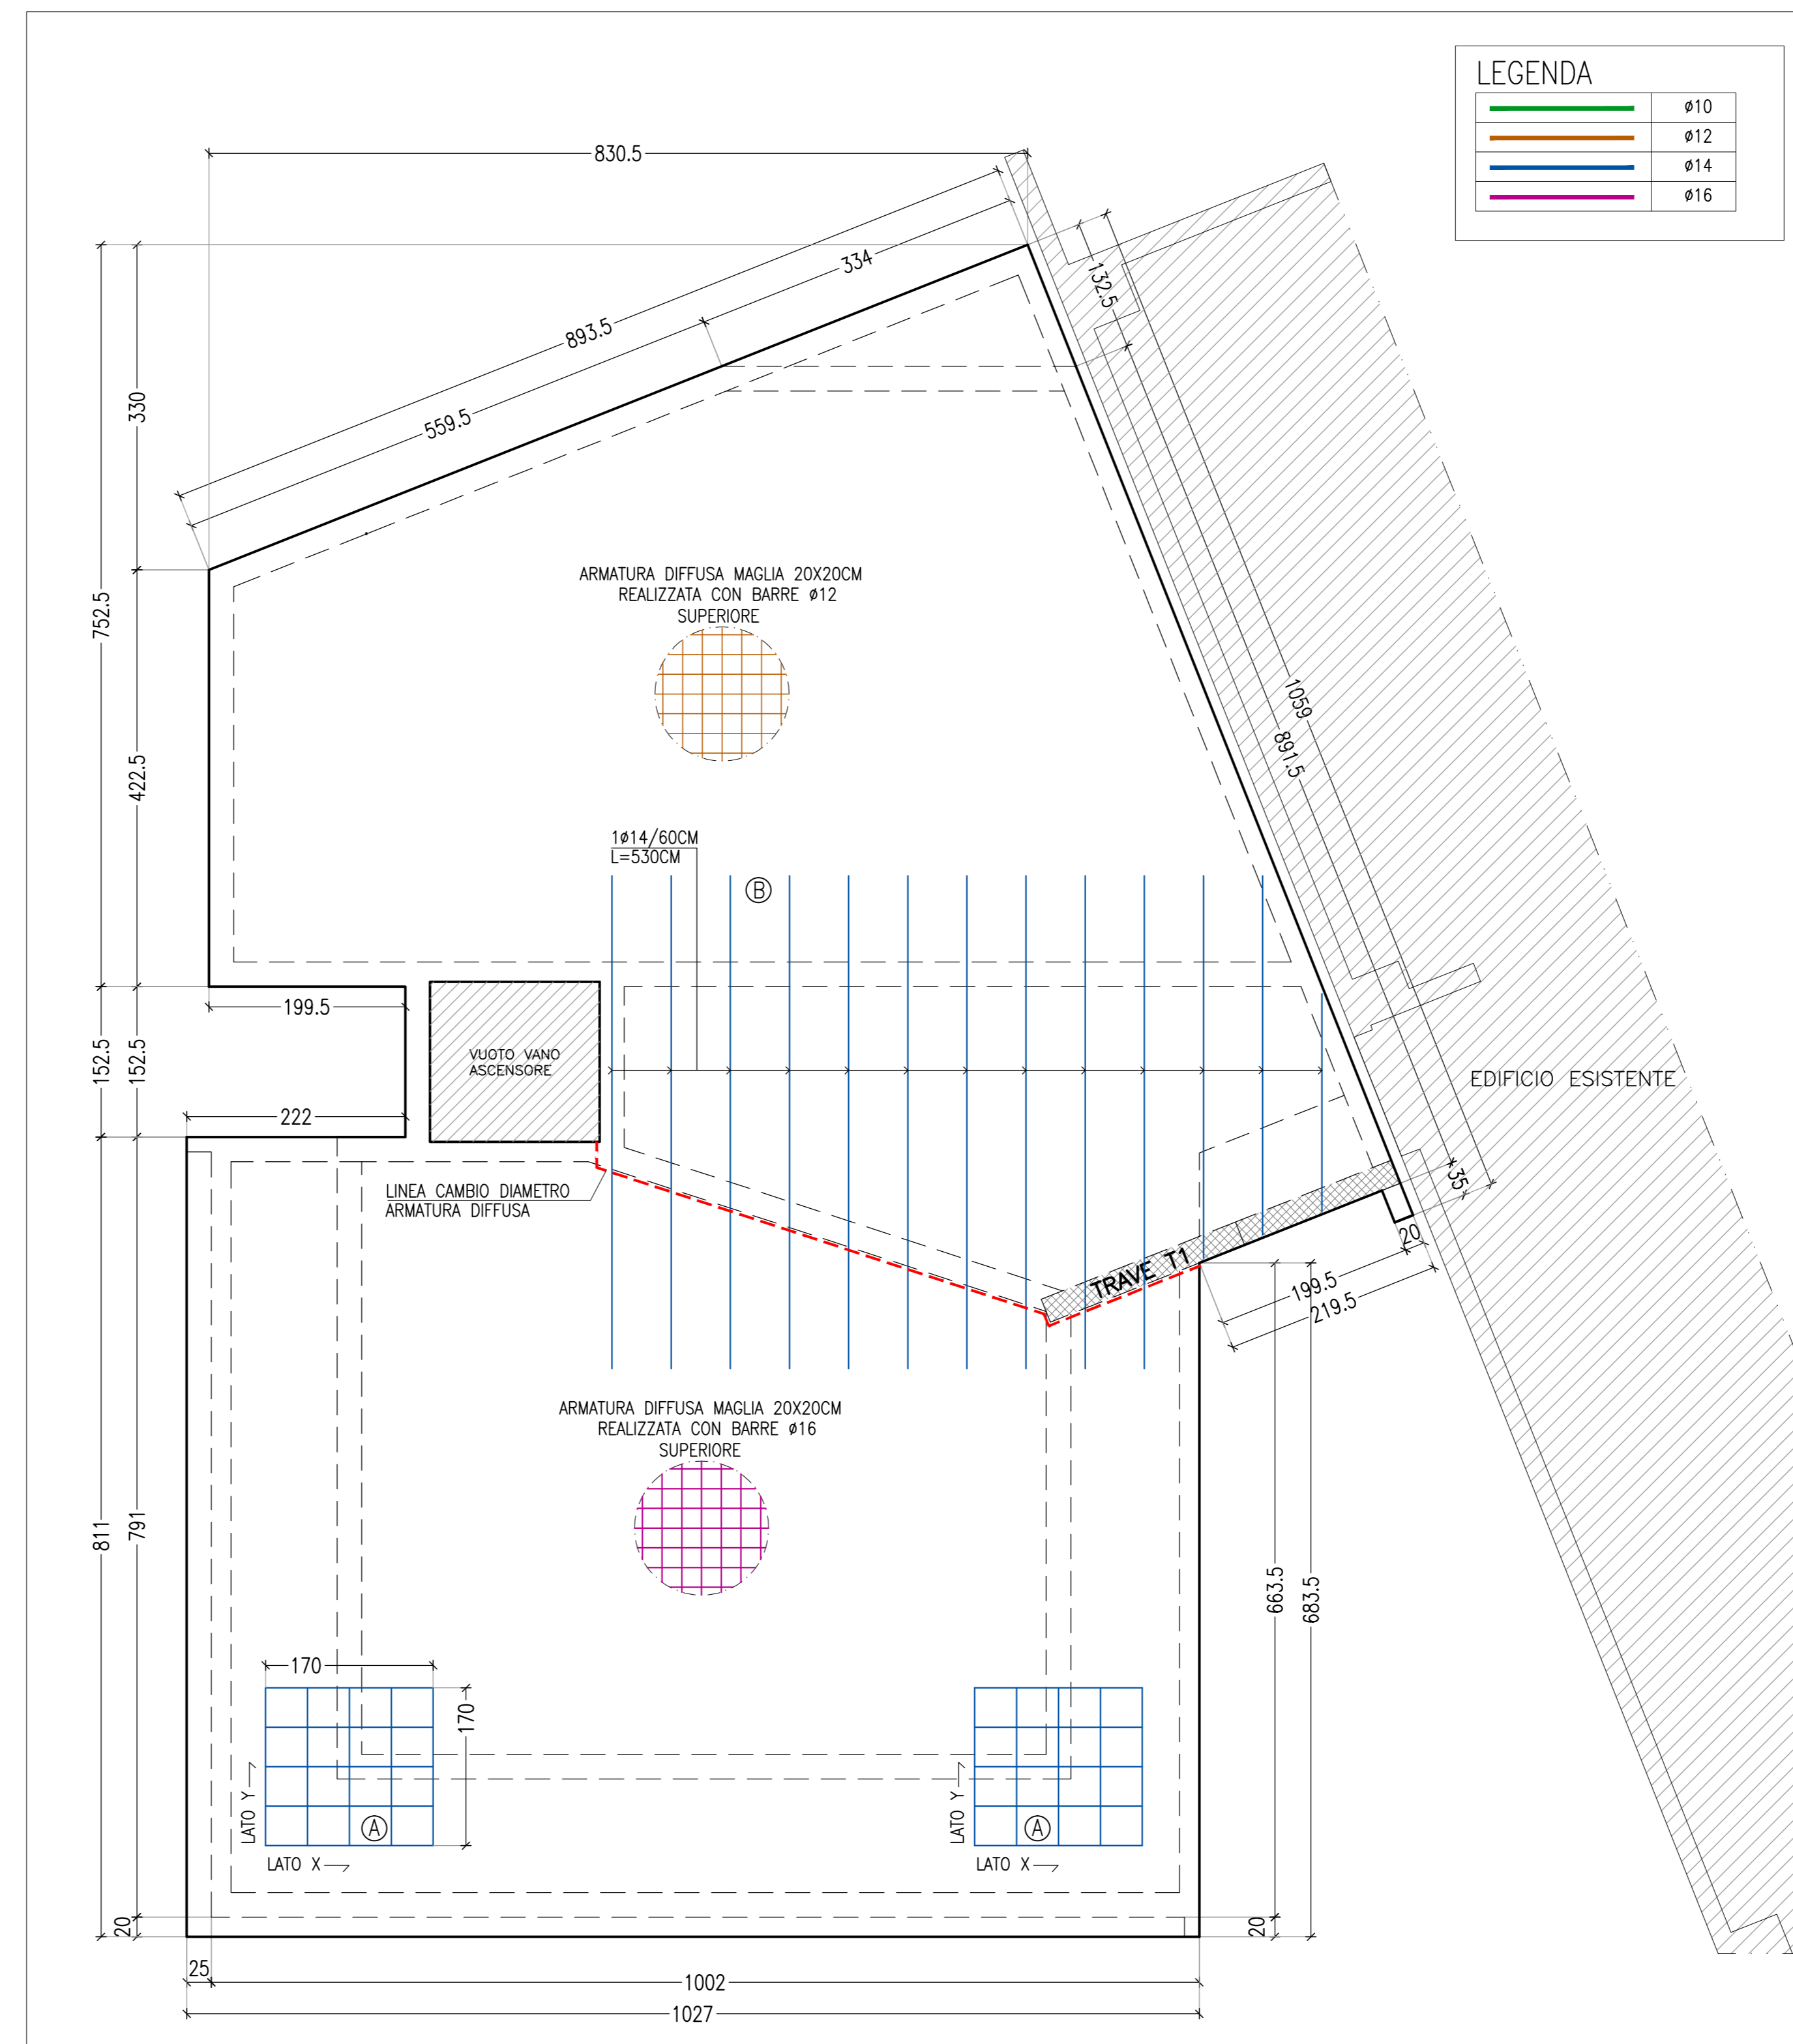 LEGENDA
ø10
ø12
ø14
ø16
830.5
334
893.5
559.5
132.5
330
752.5
422.5
ARMATURA DIFFUSA MAGLIA 20X20CM
REALIZZATA CON BARRE ø12
SUPERIORE
1059
891.5
1ø14/60CM
L=530CM
B
199.5
152.5
152.5
VUOTO VANO
ASCENSORE
EDIFICIO ESISTENTE
222
LINEA CAMBIO DIAMETRO
ARMATURA DIFFUSA
35
20
TRAVE T1
199.5
219.5
ARMATURA DIFFUSA MAGLIA 20X20CM
REALIZZATA CON BARRE ø16
SUPERIORE
811
791
663.5
683.5
170
170
LATO Y
A
LATO X
LATO Y
A
LATO X
20
20
25
1002
1027